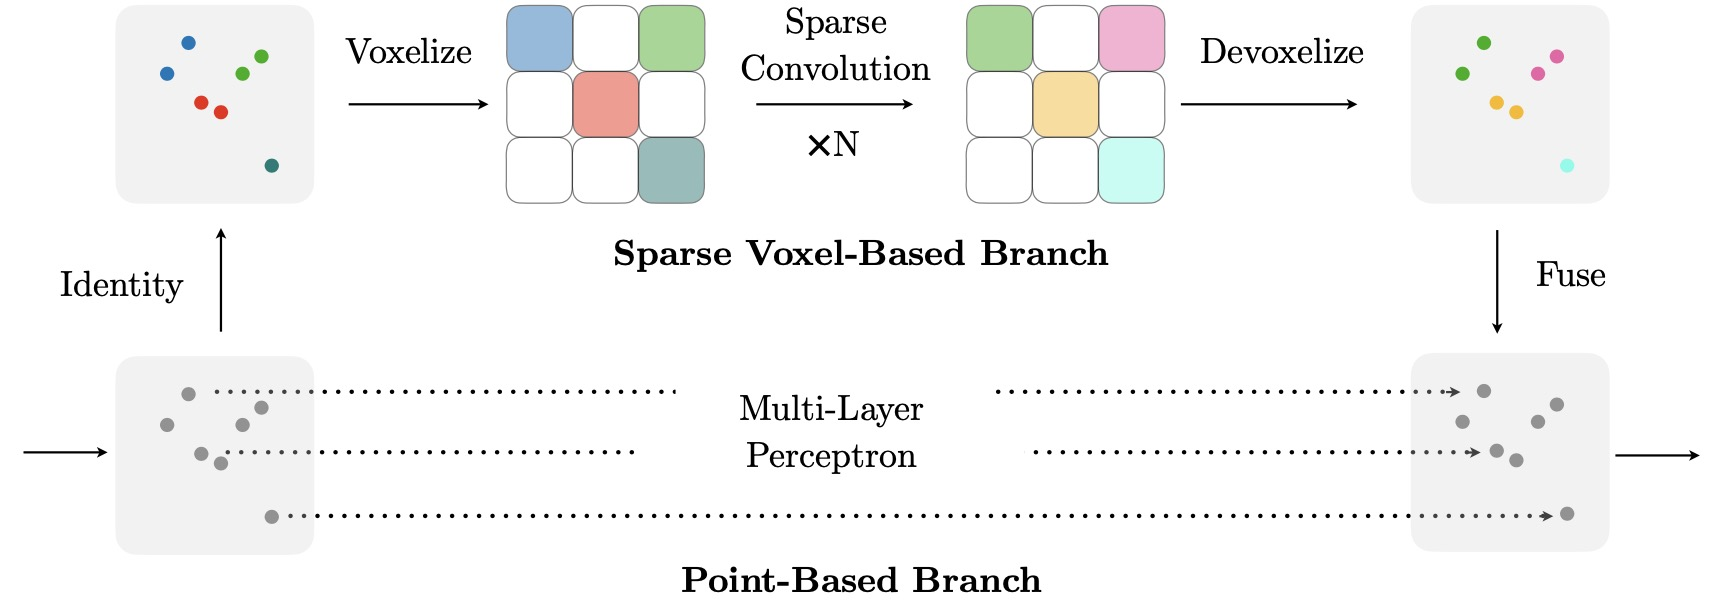 Voxelize
Sparse
Convolution
×N
Devoxelize
Sparse Voxel-Based Branch
Identity
Fuse
Multi-Layer
Perceptron
Point-Based Branch